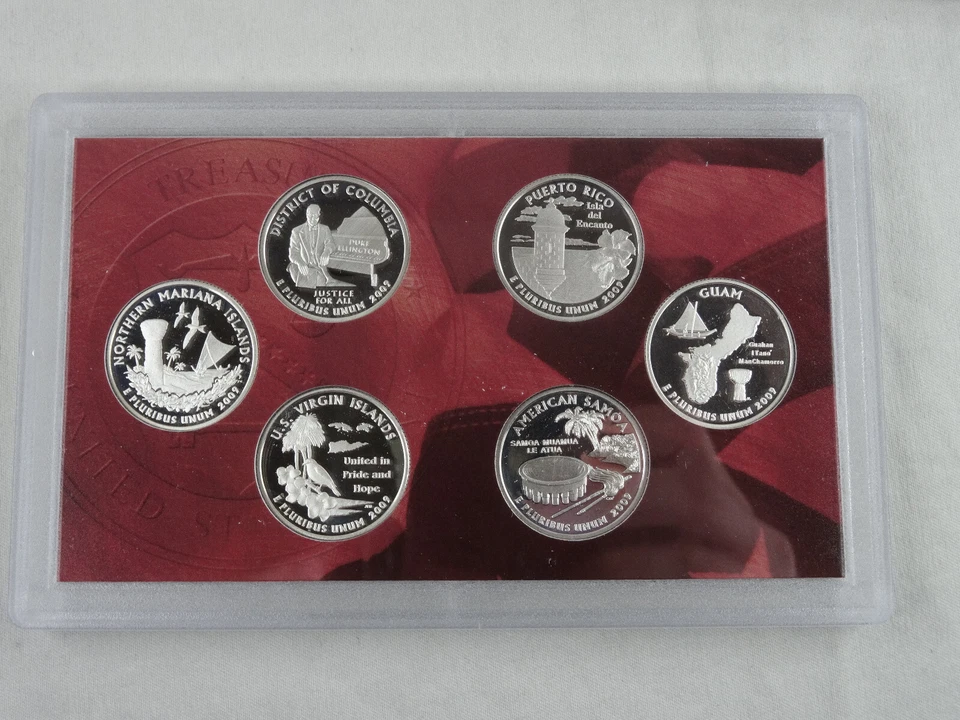 TREASU
DISTRICT OF COLUMBIA
DUKE
ELLINGTON
JUSTICE
FOR ALL
E PLURIBUS UNUM 2009
PUERTO RICO
Isla
del
Encanto
E PLURIBUS UNUM 2009
NORTHERN MARIANA ISLANDS
E PLURIBUS UNUM 2009
GUAM
Guahan
I Tano'
ManChamorro
E PLURIBUS UNUM 2009
U.S. VIRGIN ISLANDS
United in
Pride and
Hope
E PLURIBUS UNUM 2009
AMERICAN SAMOA
SAMOA MUAMUA
LE ATUA
E PLURIBUS UNUM 2009